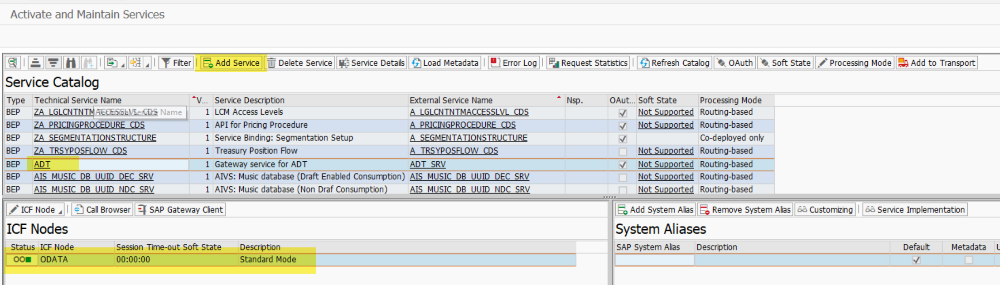 Activate and Maintain Services
Filter Add Service Delete Service Service Details Load Metadata Error Log Request Statistics Refresh Catalog OAuth Soft State Processing Mode Add to Transport
Service Catalog
Type Technical Service Name V... Service Description External Service Name Nsp. OAut... Soft State Processing Mode
BEP ZA_LGLCNTNTMACCESSLVL_CDS 1 LCM Access Levels A_LGLCNTNTMACCESSLVL_CDS Not Supported Routing-based
Technical Service Name
BEP ZA_PRICINGPROCEDURE_CDS 1 API for Pricing Procedure A_PRICINGPROCEDURE_CDS Not Supported Routing-based
BEP ZA_SEGMENTATIONSTRUCTURE 1 Service Binding: Segmentation Setup A_SEGMENTATIONSTRUCTURE Co-deployed only
BEP ZA_TRSYPOSFLOW_CDS 1 Treasury Position Flow A_TRSYPOSFLOW_CDS Not Supported Routing-based
BEP ADT 1 Gateway service for ADT ADT_SRV Not Supported Routing-based
BEP AIS_MUSIC_DB_UUID_DEC_SRV 1 AIVS: Music database (Draft Enabled Consumption) AIS_MUSIC_DB_UUID_DEC_SRV Not Supported Routing-based
BEP AIS_MUSIC_DB_UUID_NDC_SRV 1 AIVS: Music database (Non Draf Consumption) AIS_MUSIC_DB_UUID_NDC_SRV Not Supported Routing-based
ICF Node Call Browser SAP Gateway Client
ICF Nodes
Status ICF Node Session Time-out Soft State Description
ODATA 00:00:00 Standard Mode
Add System Alias Remove System Alias Customizing Service Implementation
System Aliases
SAP System Alias Description Default Metadata U